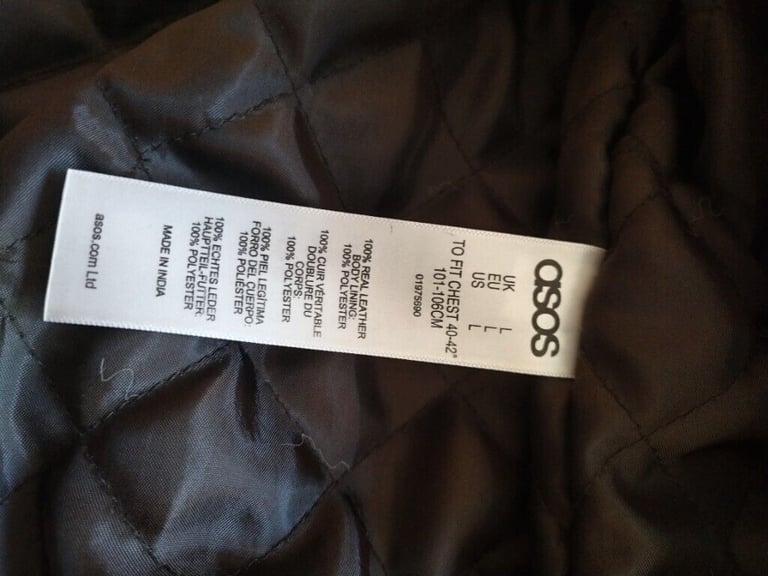 asos
UK L
EU L
US L
TO FIT CHEST 40-42"
101-106CM
01975690
100% REAL LEATHER
BODY LINING:
100% POLYESTER
100% CUIR VÉRITABLE
DOUBLURE DU
CORPS:
100% POLYESTER
100% PIEL LEGÍTIMA
FORRO DEL CUERPO:
100% POLIÉSTER
100% ECHTES LEDER
HAUPTTEIL-FUTTER:
100% POLYESTER
MADE IN INDIA
asos.com Ltd